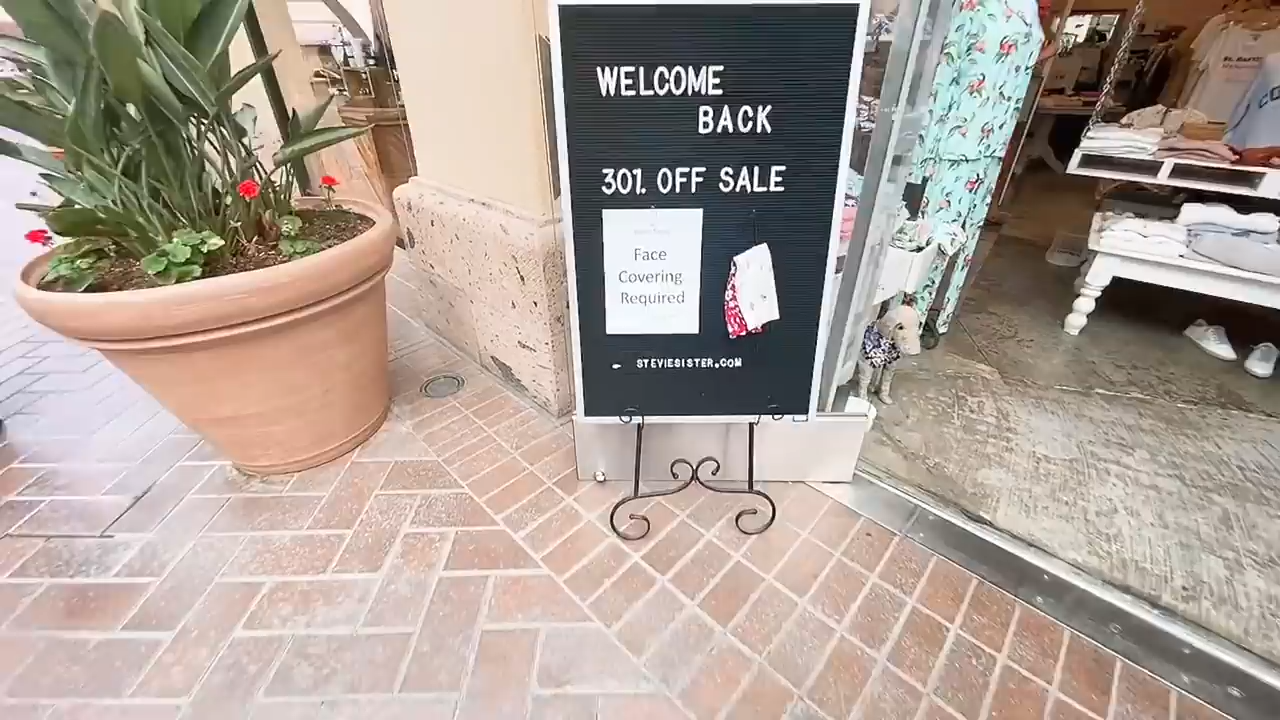 WELCOME
BACK
30% OFF SALE
Face
Covering
Required
STEVIESISTER.COM